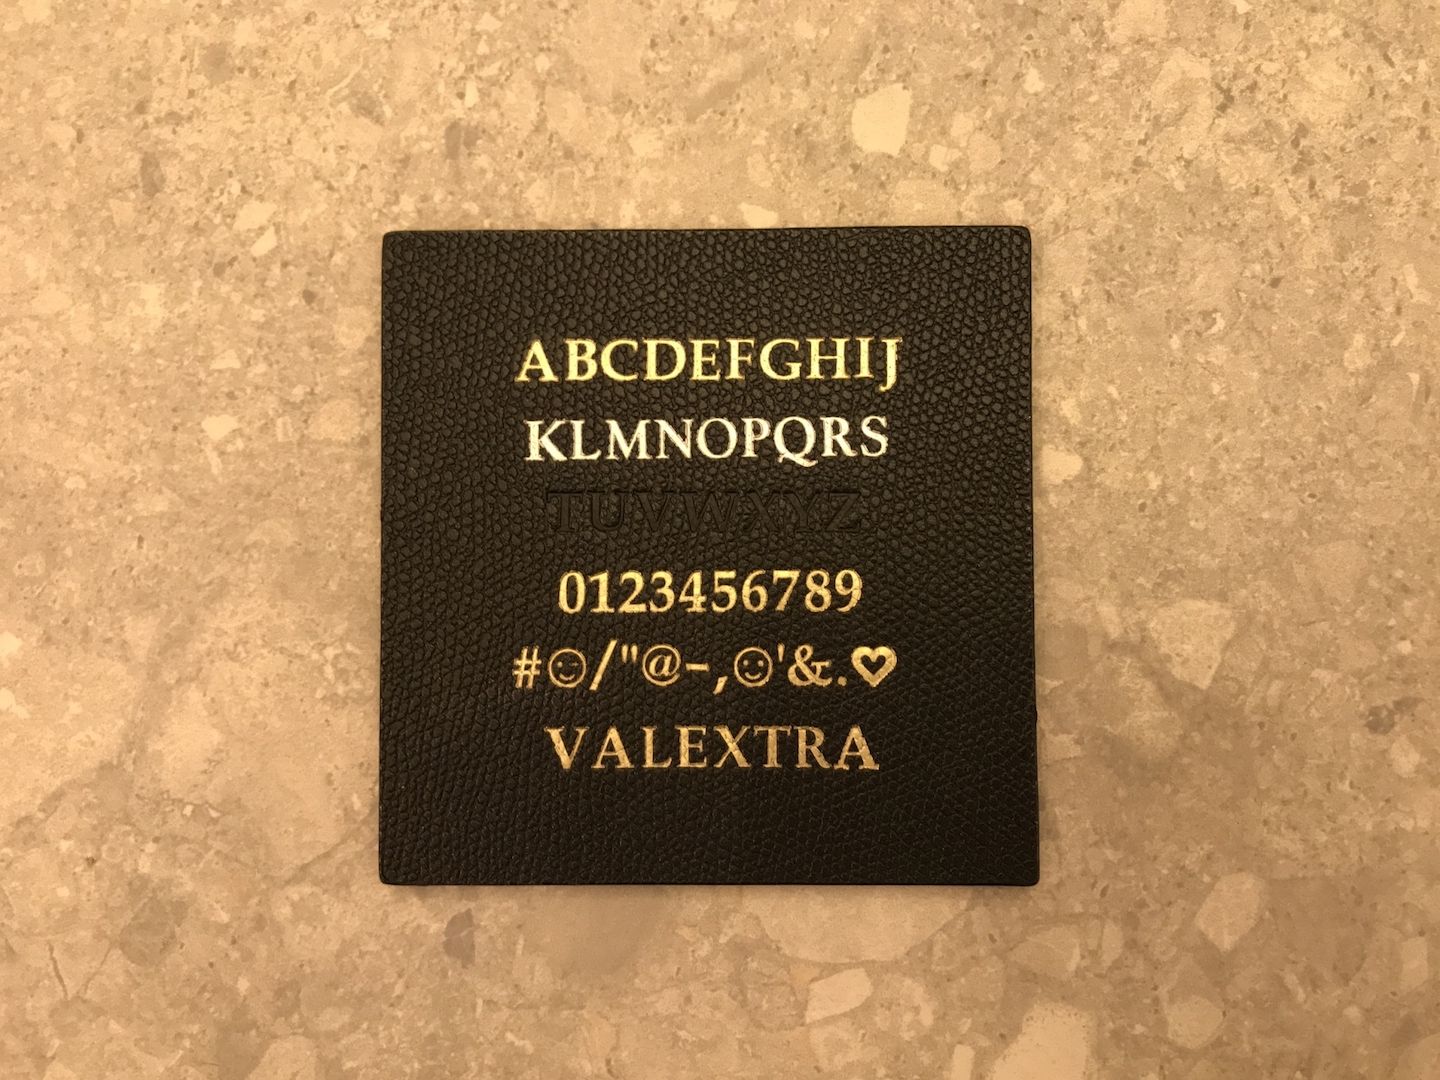 ABCDEFGHIJ
KLMNOPQRS
TUVWXYZ
0123456789
#😉/"@-,☺'&.♥
VALEXTRA